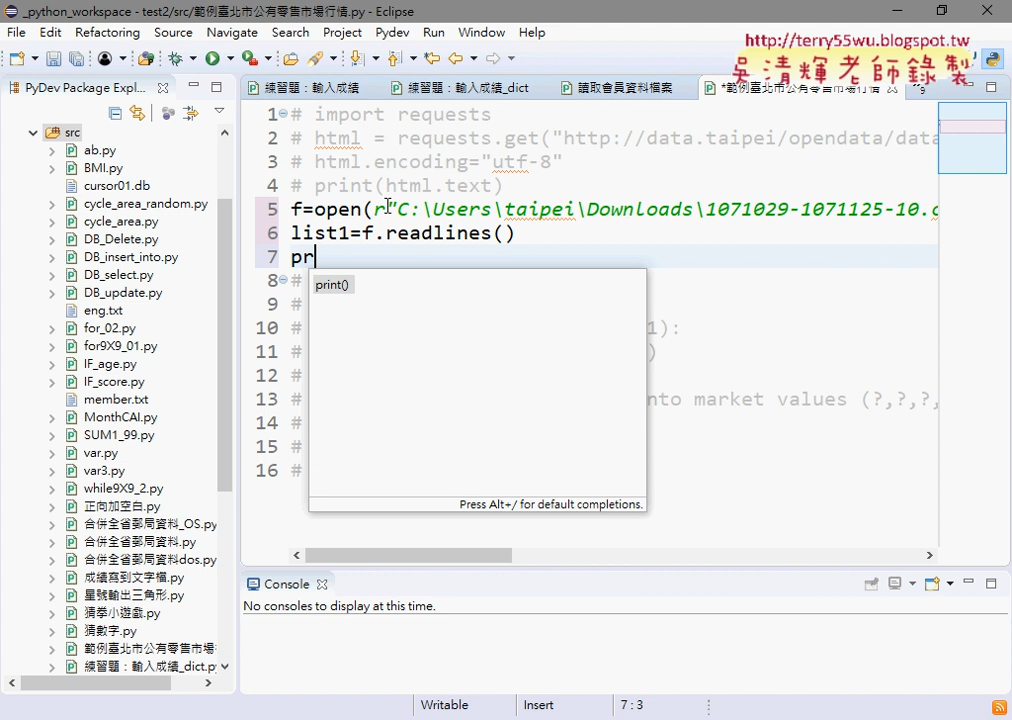 _python_workspace - test2/src/範例臺北市公有零售市場行情.py - Eclipse
File Edit Refactoring Source Navigate Search Project Pydev Run Window Help
http://terry55wu.blogspot.tw
吳清輝老師錄製
PyDev Package Expl...
練習題：輸入成績
練習題：輸入成績_dict
讀取會員資料檔案
*範例臺北市公有零售市場行情
src
ab.py
BMI.py
cursor01.db
cycle_area_random.py
cycle_area.py
DB_Delete.py
DB_insert_into.py
DB_select.py
DB_update.py
eng.txt
for_02.py
for9X9_01.py
IF_age.py
IF_score.py
member.txt
MonthCAl.py
SUM1_99.py
var.py
var3.py
while9X9_2.py
正向加空白.py
合併全省郵局資料_OS.py
合併全省郵局資料.py
合併全省郵局資料dos.py
成績寫到文字檔.py
星號輸出三角形.py
猜拳小遊戲.py
猜數字.py
範例臺北市公有零售市場
練習題：輸入成績_dict.py
1 # import requests
2 # html = requests.get("http://data.taipei/opendata/data
3 # html.encoding="utf-8"
4 # print(html.text)
5 f=open(r"C:\Users\taipei\Downloads\1071029-1071125-10.c
6 list1=f.readlines()
7 pr
print()
8 #
9 #
10 # 1):
11 # )
12 #
13 # nto market values (?,?,?,
14 #
15 #
16 #
Press Alt+/ for default completions.
Console
No consoles to display at this time.
Writable Insert 7 : 3